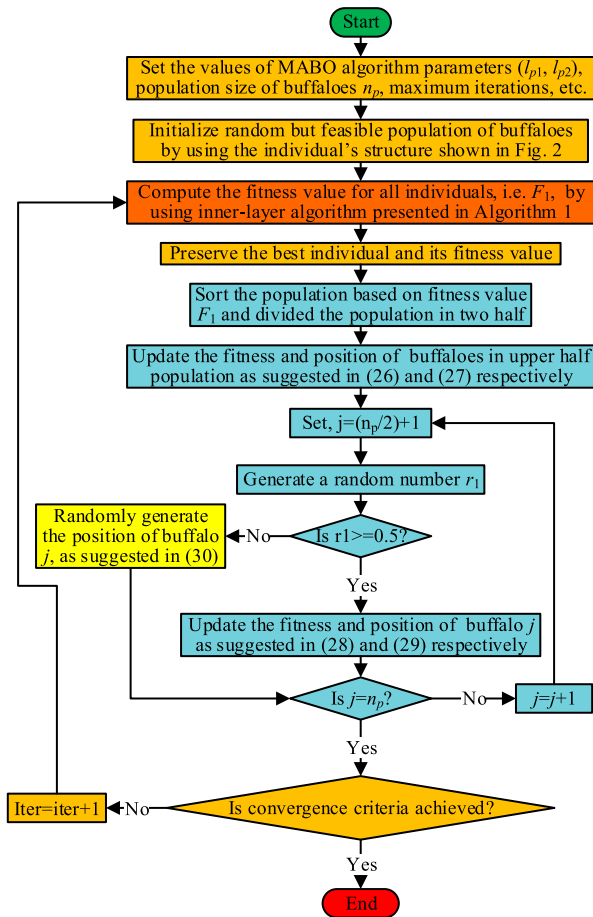 Start
Set the values of MABO algorithm parameters (lp1, lp2),
population size of buffaloes np, maximum iterations, etc.
Initialize random but feasible population of buffaloes
by using the individual's structure shown in Fig. 2
Compute the fitness value for all individuals, i.e. F1, by
using inner-layer algorithm presented in Algorithm 1
Preserve the best individual and its fitness value
Sort the population based on fitness value
F1 and divided the population in two half
Update the fitness and position of buffaloes in upper half
population as suggested in (26) and (27) respectively
Set, j=(np/2)+1
Generate a random number r1
Randomly generate
the position of buffalo
j, as suggested in (30)
No
Is r1>=0.5?
Yes
Update the fitness and position of buffalo j
as suggested in (28) and (29) respectively
Is j=np?
No
j=j+1
Yes
Iter=iter+1
No
Is convergence criteria achieved?
Yes
End